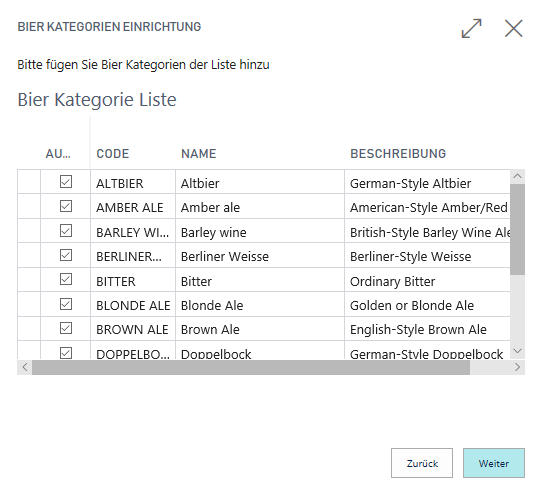 BIER KATEGORIEN EINRICHTUNG
Bitte fügen Sie Bier Kategorien der Liste hinzu
Bier Kategorie Liste
AU... CODE NAME BESCHREIBUNG
ALTBIER Altbier German-Style Altbier
AMBER ALE Amber ale American-Style Amber/Red
BARLEY WI... Barley wine British-Style Barley Wine Ale
BERLINER... Berliner Weisse Berliner-Style Weisse
BITTER Bitter Ordinary Bitter
BLONDE ALE Blonde Ale Golden or Blonde Ale
BROWN ALE Brown Ale English-Style Brown Ale
DOPPELBO... Doppelbock German-Style Doppelbock
Zurück Weiter